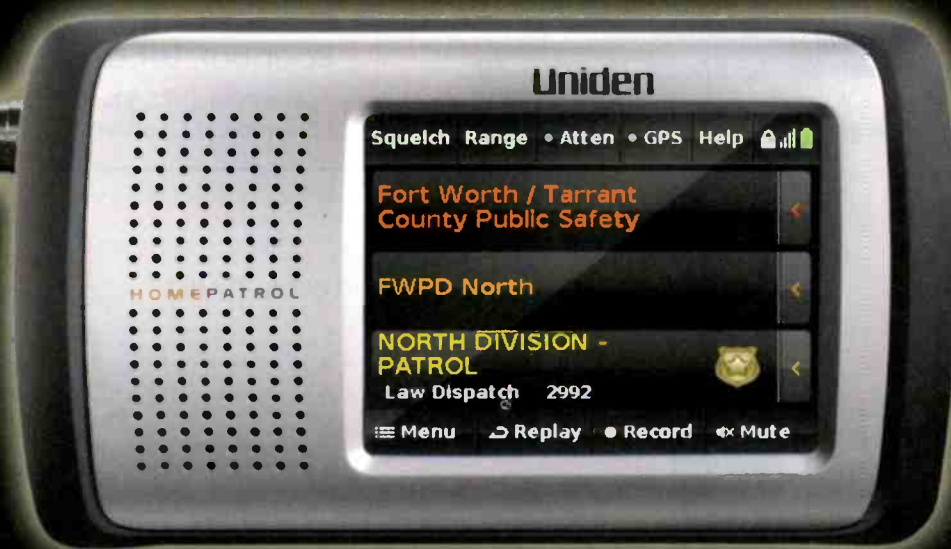 Uniden
Squelch Range • Atten • GPS Help
Fort Worth / Tarrant
County Public Safety
FWPD North
HOMEPATROL
NORTH DIVISION -
PATROL
Law Dispatch 2992
Menu Replay Record Mute